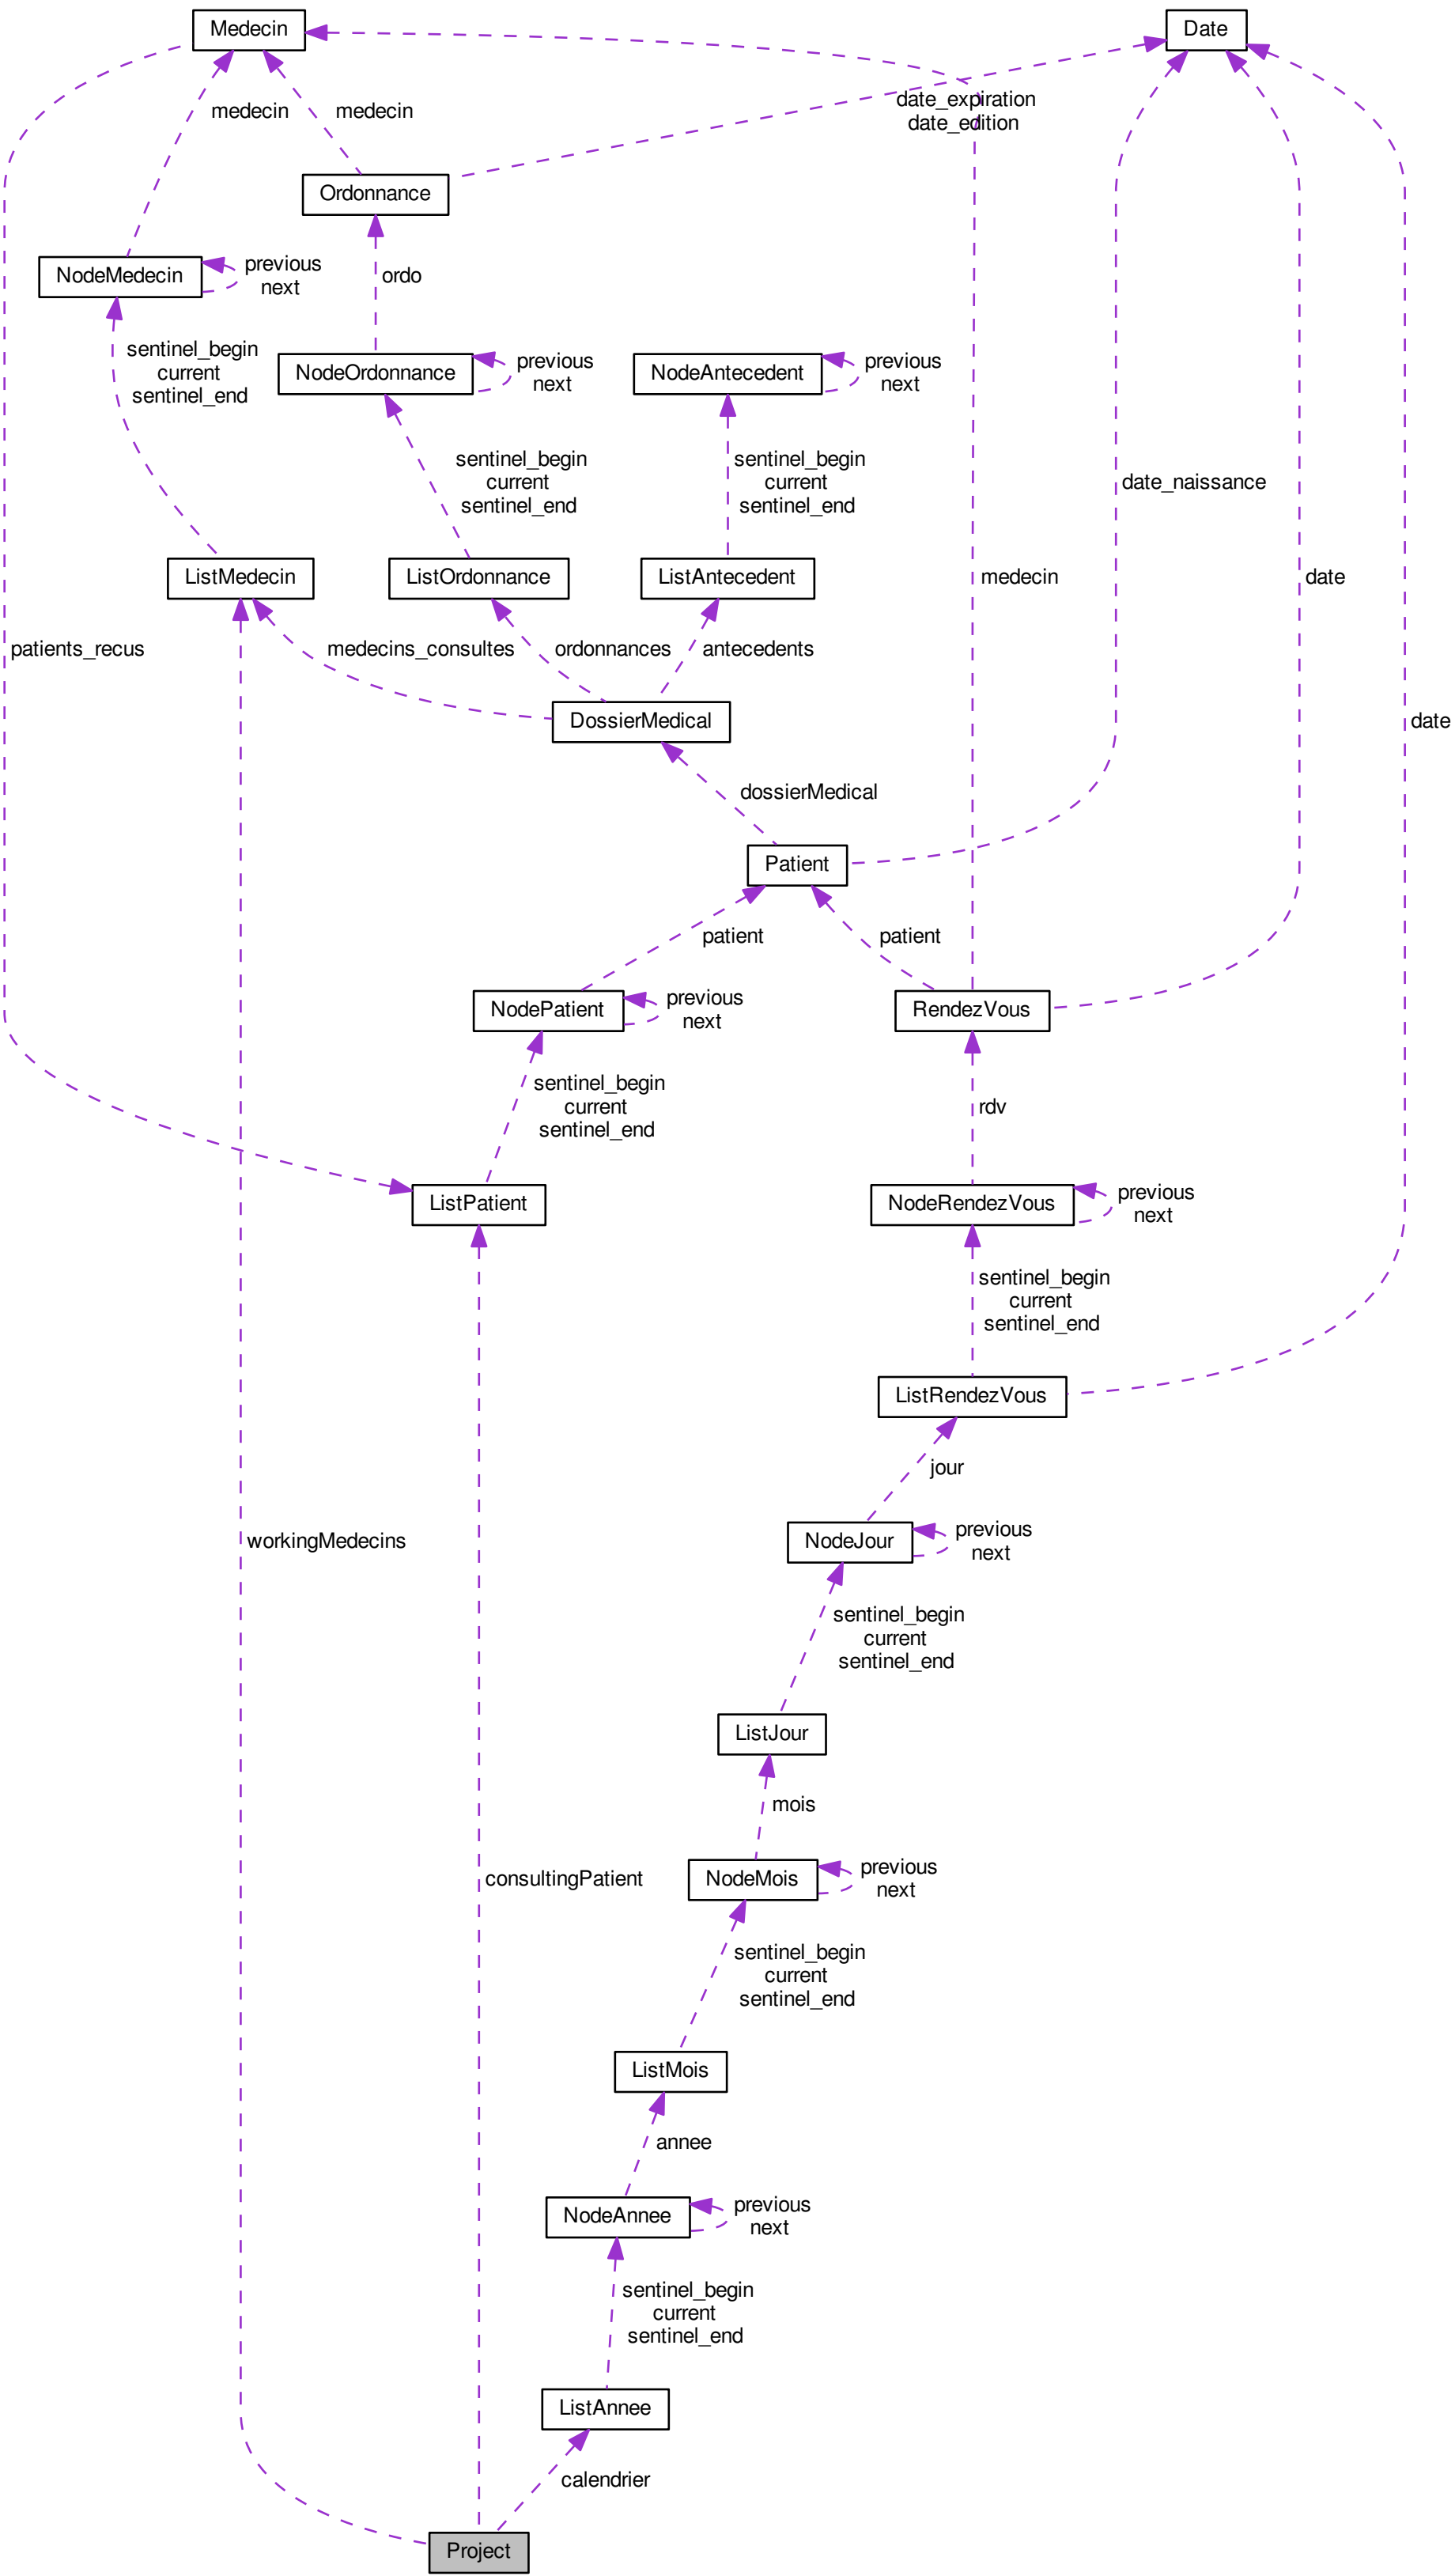 Medecin
Date
date_expiration
date_edition
medecin
medecin
Ordonnance
NodeMedecin
previous
next
ordo
sentinel_begin
current
sentinel_end
NodeOrdonnance
previous
next
NodeAntecedent
previous
next
sentinel_begin
current
sentinel_end
sentinel_begin
current
sentinel_end
date_naissance
ListMedecin
ListOrdonnance
ListAntecedent
medecin
date
patients_recus
medecins_consultes
ordonnances
antecedents
DossierMedical
date
dossierMedical
Patient
patient
patient
NodePatient
previous
next
RendezVous
sentinel_begin
current
sentinel_end
rdv
ListPatient
NodeRendezVous
previous
next
sentinel_begin
current
sentinel_end
ListRendezVous
jour
workingMedecins
NodeJour
previous
next
sentinel_begin
current
sentinel_end
ListJour
mois
consultingPatient
NodeMois
previous
next
sentinel_begin
current
sentinel_end
ListMois
annee
NodeAnnee
previous
next
sentinel_begin
current
sentinel_end
ListAnnee
calendrier
Project